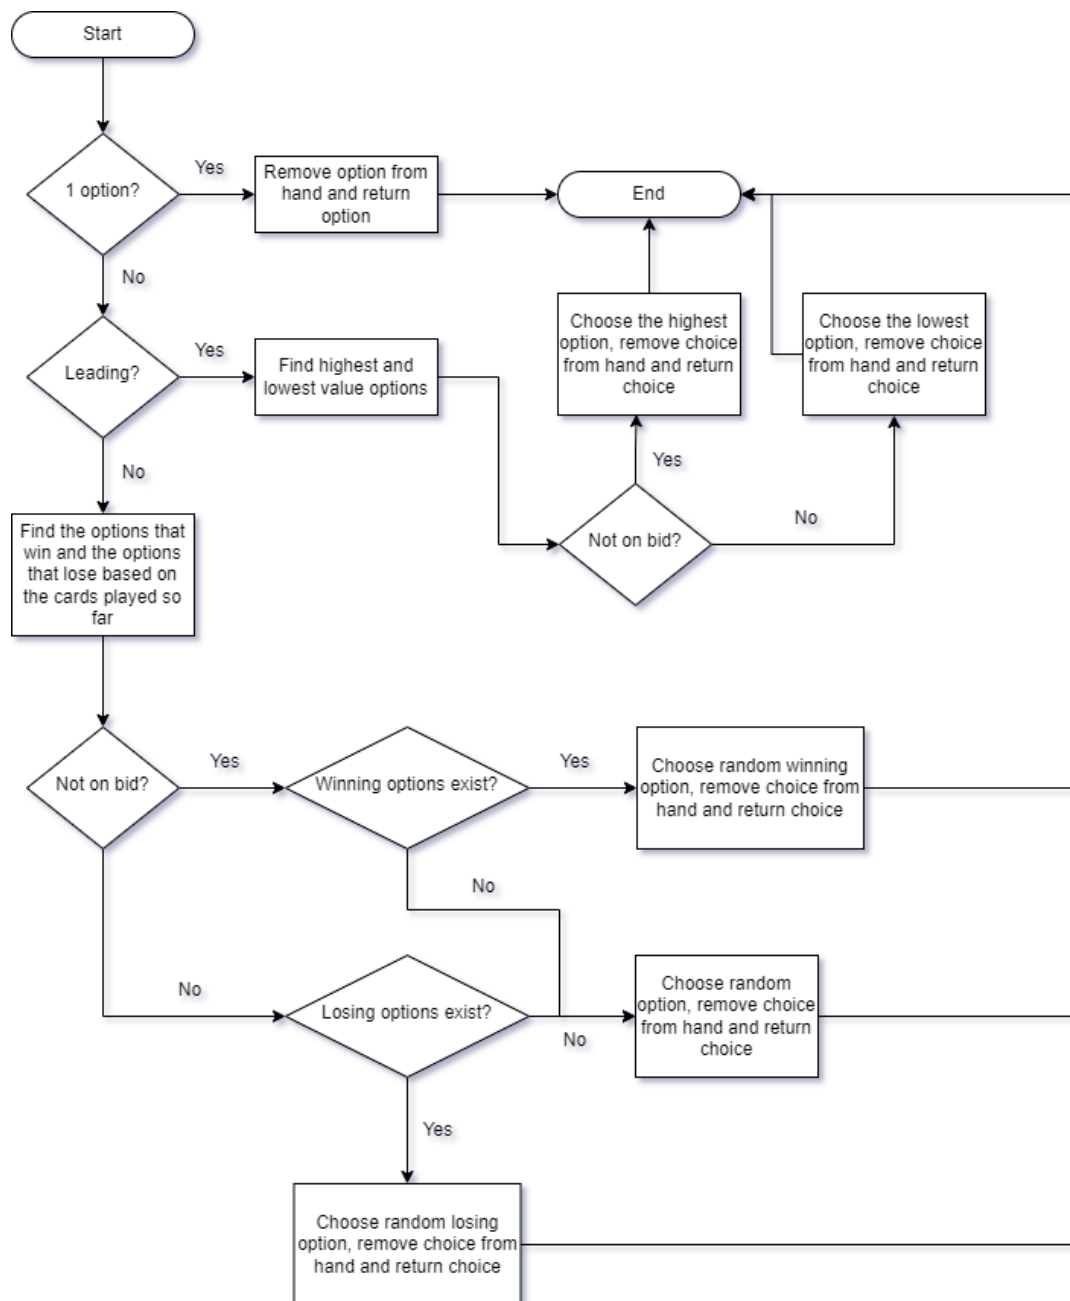 Start
1 option?
Yes
Remove option from
hand and return
option
End
No
Leading?
Yes
Find highest and
lowest value options
Choose the highest
option, remove choice
from hand and return
choice
Choose the lowest
option, remove choice
from hand and return
choice
No
Yes
Not on bid?
No
Find the options that
win and the options
that lose based on
the cards played so
far
Not on bid?
Yes
Winning options exist?
Yes
Choose random winning
option, remove choice from
hand and return choice
No
No
Losing options exist?
No
Choose random
option, remove choice
from hand and return
choice
Yes
Choose random losing
option, remove choice from
hand and return choice